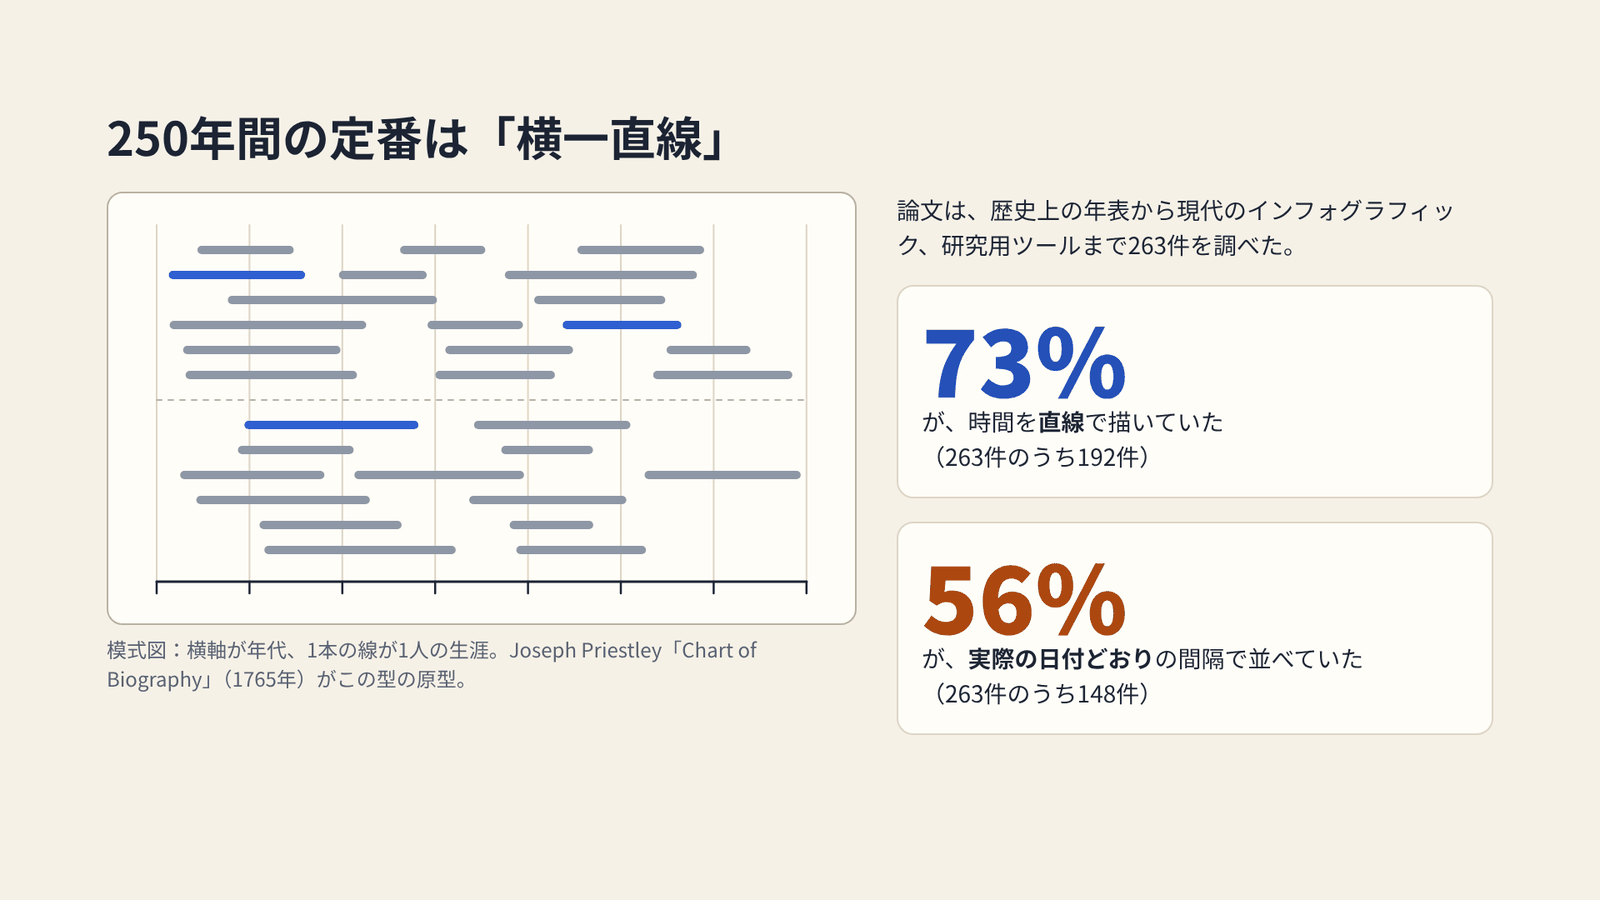 250年間の定番は「横一直線」
模式図：横軸が年代、1本の線が1人の生涯。Joseph Priestley「Chart of
Biography」（1765年）がこの型の原型。
論文は、歴史上の年表から現代のインフォグラフィッ
ク、研究用ツールまで263件を調べた。
73%
が、時間を直線で描いていた
（263件のうち192件）
56%
が、実際の日付どおりの間隔で並べていた
（263件のうち148件）